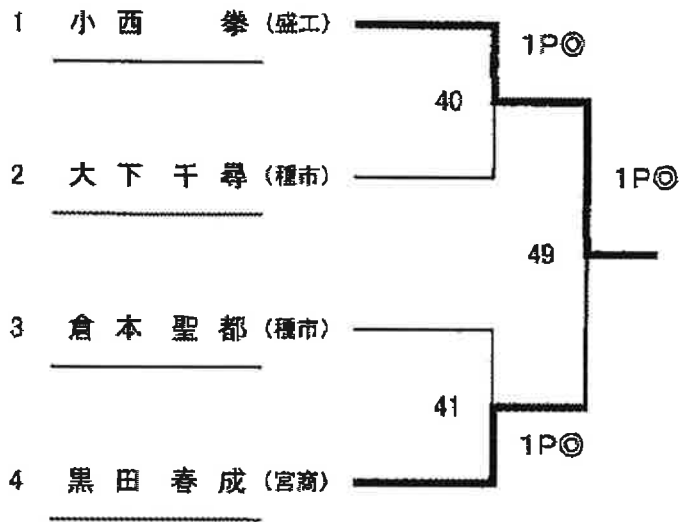 1 小西 拳 (盛工)
1P◎
40
2 大下千尋 (種市)
1P◎
49
3 倉本聖都 (種市)
41
1P◎
4 黒田春成 (宮商)